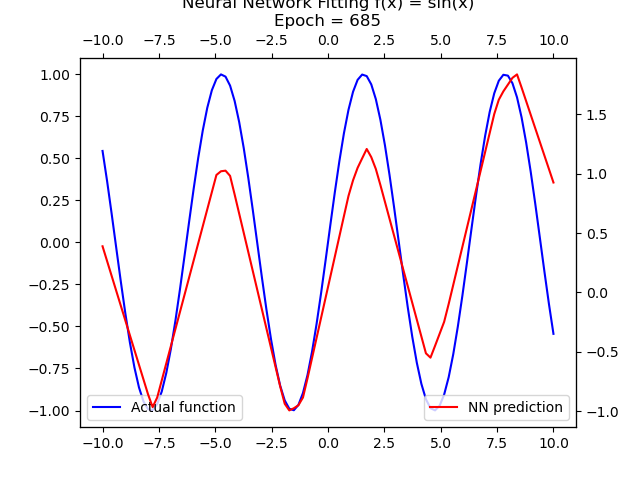 Neural Network Fitting f(x) = sin(x)
Epoch = 685
−10.0 −7.5 −5.0 −2.5 0.0 2.5 5.0 7.5 10.0
1.00
0.75
0.50
0.25
0.00
−0.25
−0.50
−0.75
−1.00
1.5
1.0
0.5
0.0
−0.5
−1.0
Actual function
NN prediction
−10.0 −7.5 −5.0 −2.5 0.0 2.5 5.0 7.5 10.0